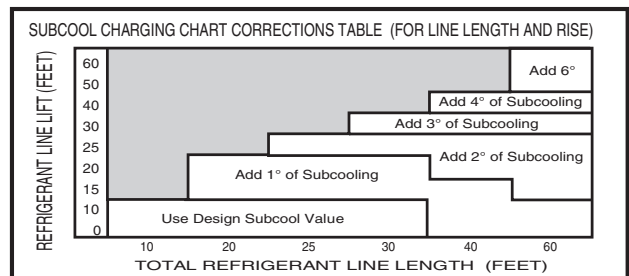 SUBCOOL CHARGING CHART CORRECTIONS TABLE (FOR LINE LENGTH AND RISE)
REFRIGERANT LINE LIFT (FEET)
60
50
40
30
25
20
15
10
0
Add 6°
Add 4° of Subcooling
Add 3° of Subcooling
Add 2° of Subcooling
Add 1° of Subcooling
Use Design Subcool Value
10 20 25 30 40 60
TOTAL REFRIGERANT LINE LENGTH (FEET)